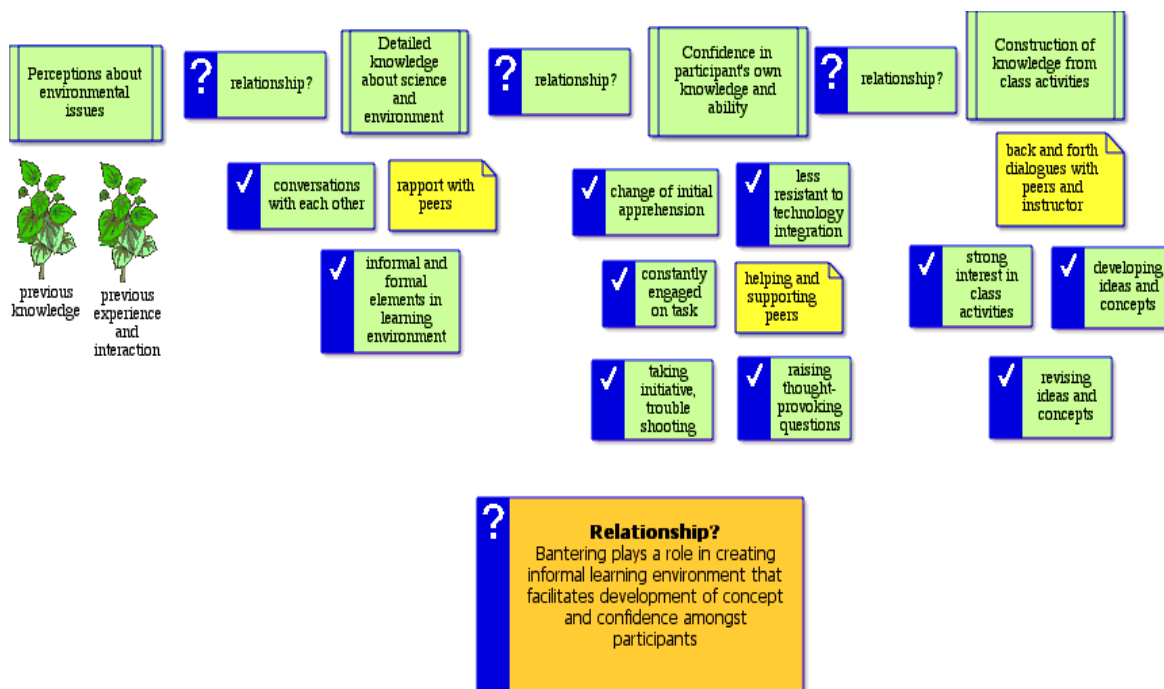 Perceptions about
environmental
issues
?
relationship?
Detailed
knowledge
about science
and
environment
?
relationship?
Confidence in
participant's own
knowledge and
ability
?
relationship?
Construction of
knowledge from
class activities
previous
knowledge
previous
experience
and
interaction
conversations
with each other
rapport with
peers
informal and
formal
elements in
learning
environment
change of initial
apprehension
less
resistant to
technology
integration
constantly
engaged
on task
helping and
supporting
peers
taking
initiative,
trouble
shooting
raising
thought-
provoking
questions
back and forth
dialogues with
peers and
instructor
strong
interest in
class
activities
developing
ideas and
concepts
revising
ideas and
concepts
?
Relationship?
Bantering plays a role in creating
informal learning environment that
facilitates development of concept
and confidence amongst
participants